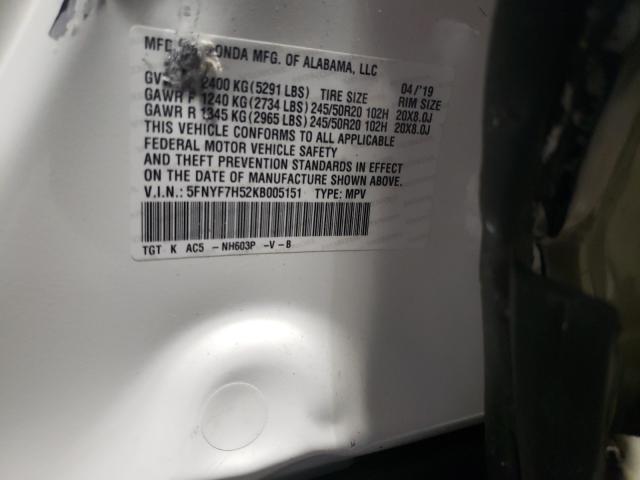 MFD HONDA MFG. OF ALABAMA, LLC
2400 KG (5291 LBS) TIRE SIZE 04/'19 RIM SIZE
GAWR F 1240 KG (2734 LBS) 245/50R20 102H 20X8.0J
GAWR R 1345 KG (2965 LBS) 245/50R20 102H 20X8.0J
THIS VEHICLE CONFORMS TO ALL APPLICABLE
FEDERAL MOTOR VEHICLE SAFETY
AND THEFT PREVENTION STANDARDS IN EFFECT
ON THE DATE OF MANUFACTURE SHOWN ABOVE.
V.I.N.: 5FNYF7H52KB005151 TYPE: MPV
TGT K AC5 -NH603P -V-B